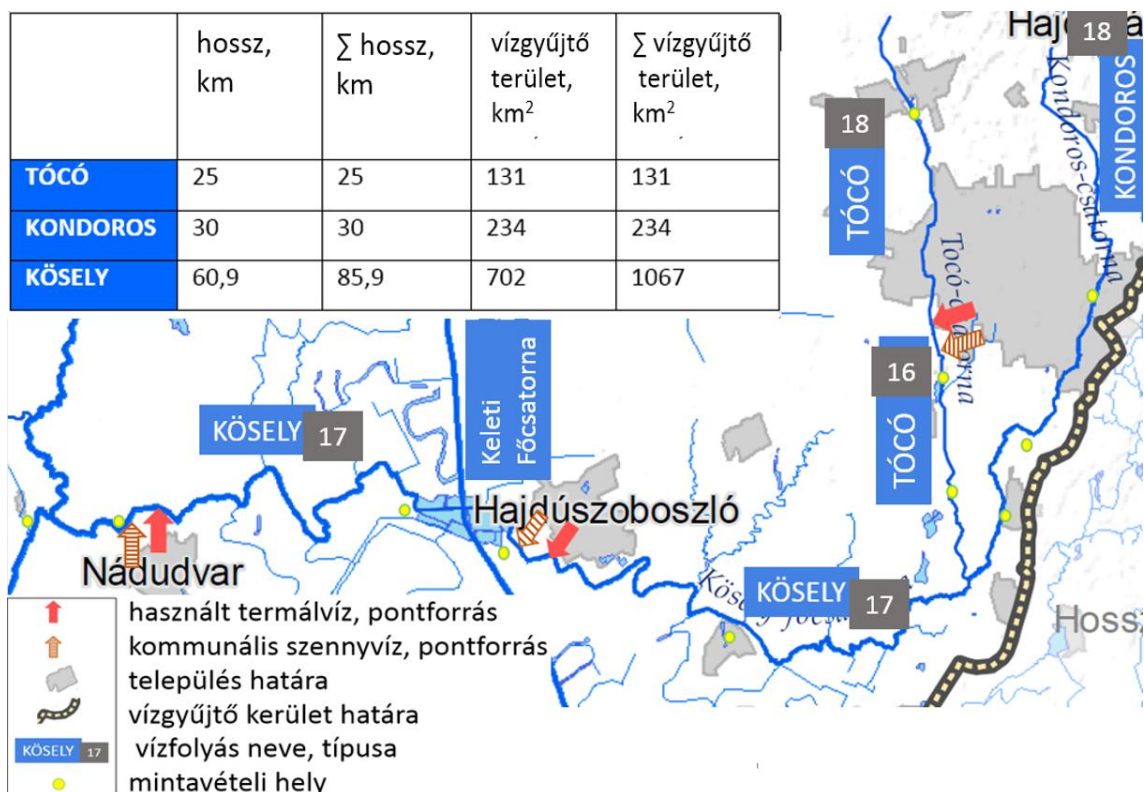 hossz,
km
∑ hossz,
km
vízgyűjtő
terület,
km²
∑ vízgyűjtő
terület,
km²
TÓCÓ 25 25 131 131
KONDOROS 30 30 234 234
KÖSELY 60,9 85,9 702 1067
18
KONDOROS
Kondoros-csatorna
18
TÓCÓ
16
TÓCÓ
Keleti
Főcsatorna
KÖSELY 17
Hajdúszoboszló
Nádudvar
KÖSELY 17
Hossz
használt termálvíz, pontforrás
kommunális szennyvíz, pontforrás
település határa
vízgyűjtő kerület határa
KÖSELY 17 vízfolyás neve, típusa
mintavételi hely